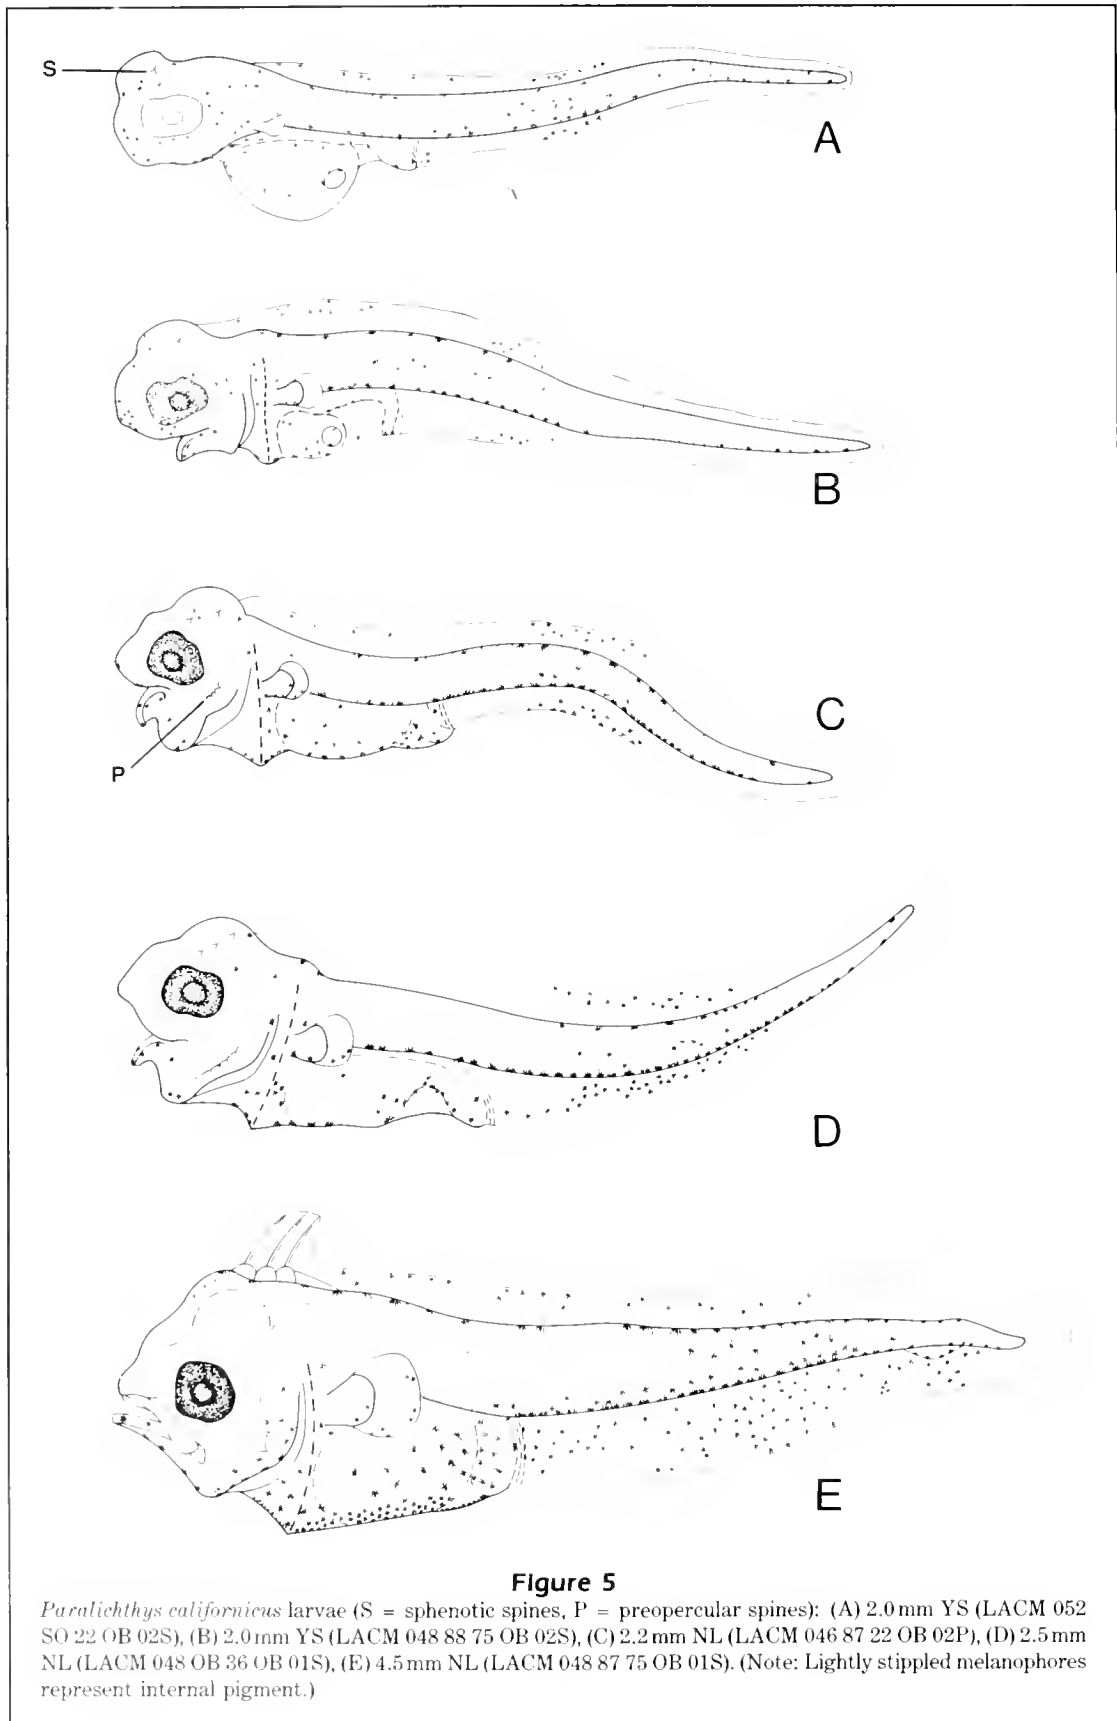 S
A
B
C
P
D
E
Figure 5
Paralichthys californicus larvae (S = sphenotic spines, P = preopercular spines): (A) 2.0 mm YS (LACM 052
SO 22 OB 02S), (B) 2.0 mm YS (LACM 048 88 75 OB 02S), (C) 2.2 mm NL (LACM 046 87 22 OB 02P), (D) 2.5 mm
NL (LACM 048 OB 36 OB 01S), (E) 4.5 mm NL (LACM 048 87 75 OB 01S). (Note: Lightly stippled melanophores
represent internal pigment.)